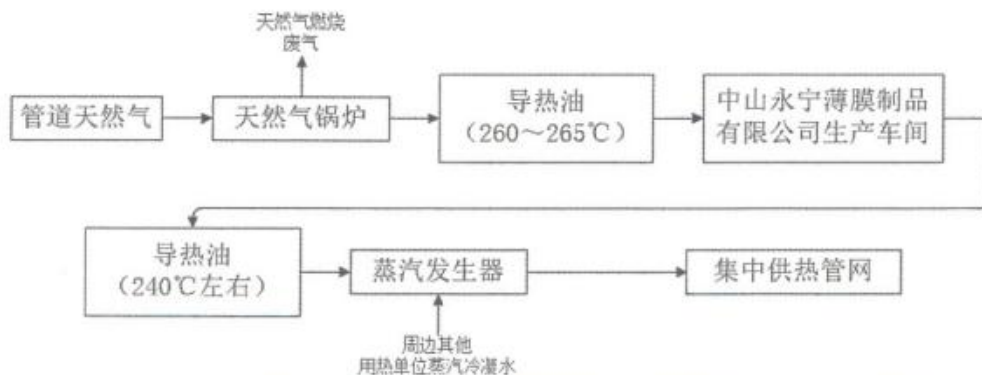 天然气燃烧
废气
管道天然气
天然气锅炉
导热油
（260～265℃）
中山永宁薄膜制品
有限公司生产车间
导热油
（240℃左右）
蒸汽发生器
集中供热管网
周边其他
用热单位蒸汽冷凝水